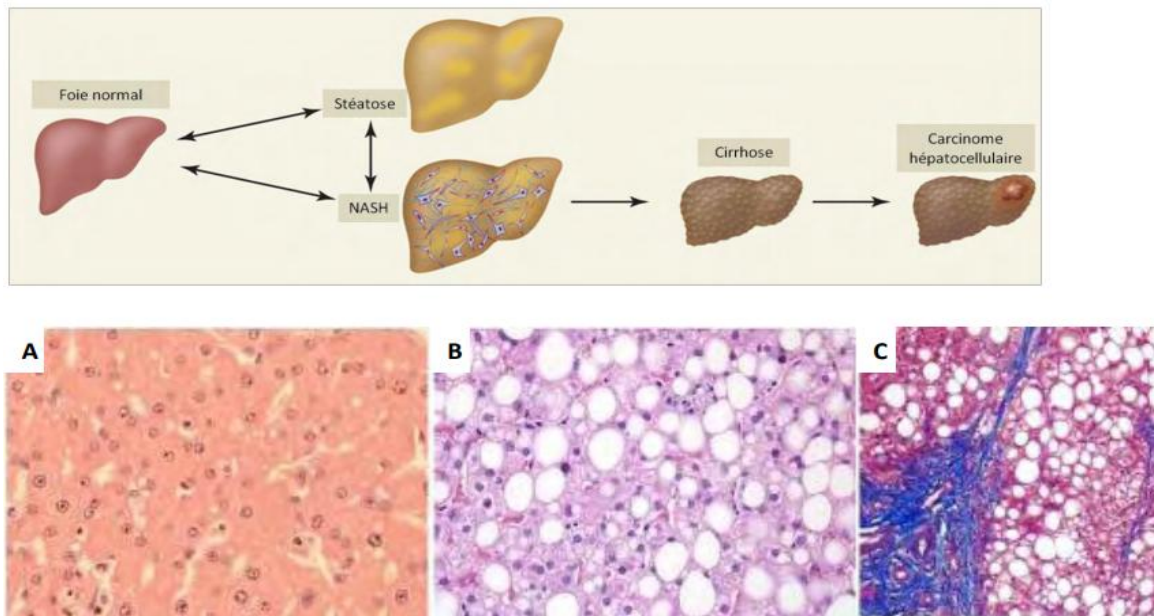 Foie normal
Stéatose
NASH
Cirrhose
Carcinome
hépatocellulaire
A
B
C